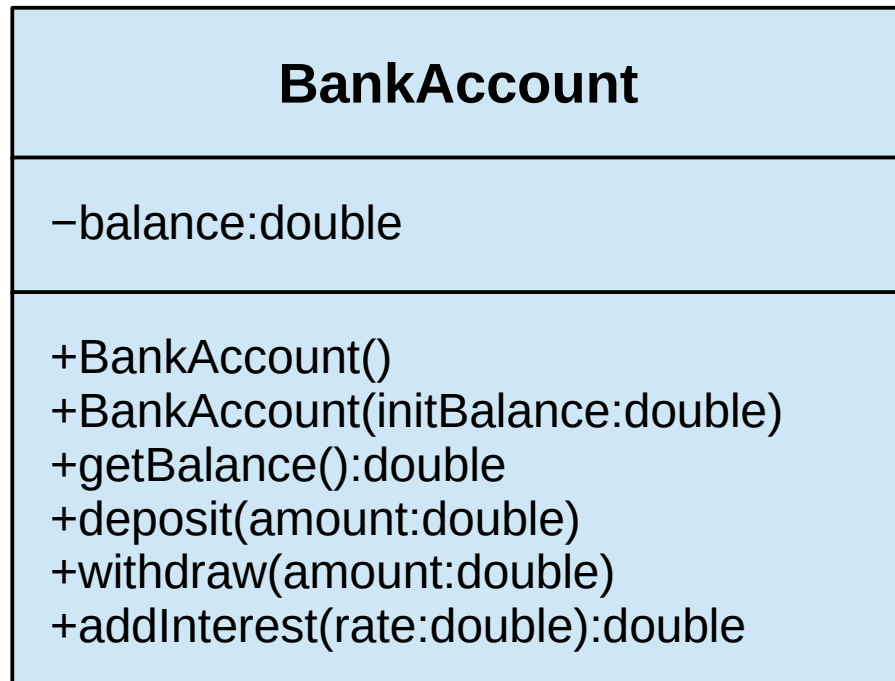 BankAccount
−balance:double
+BankAccount()
+BankAccount(initBalance:double)
+getBalance():double
+deposit(amount:double)
+withdraw(amount:double)
+addInterest(rate:double):double